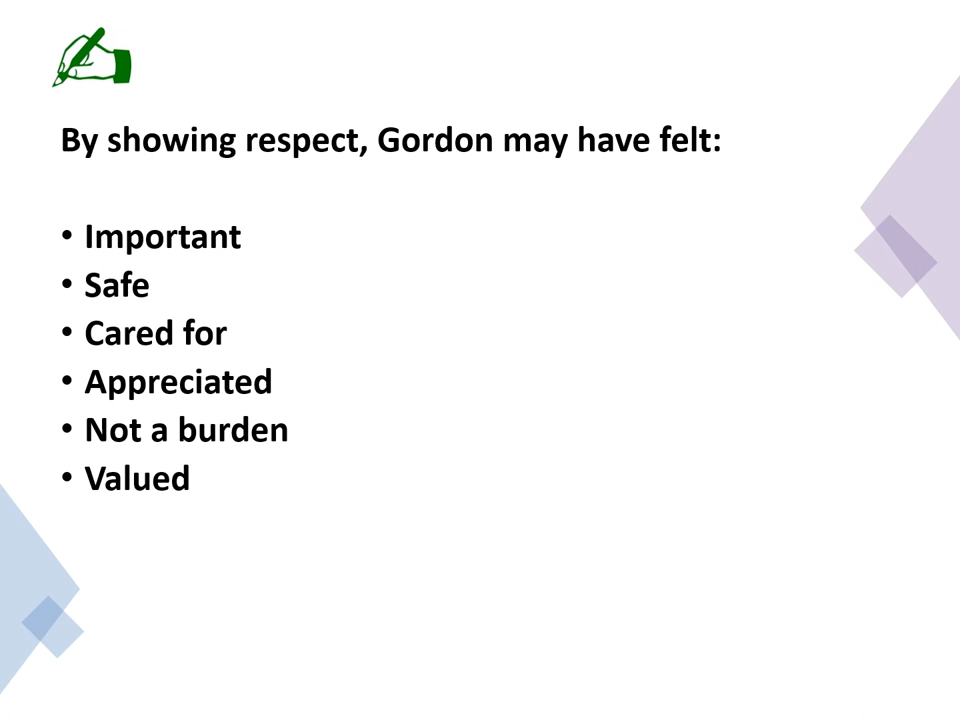 By showing respect, Gordon may have felt:
• Important
• Safe
• Cared for
• Appreciated
• Not a burden
• Valued